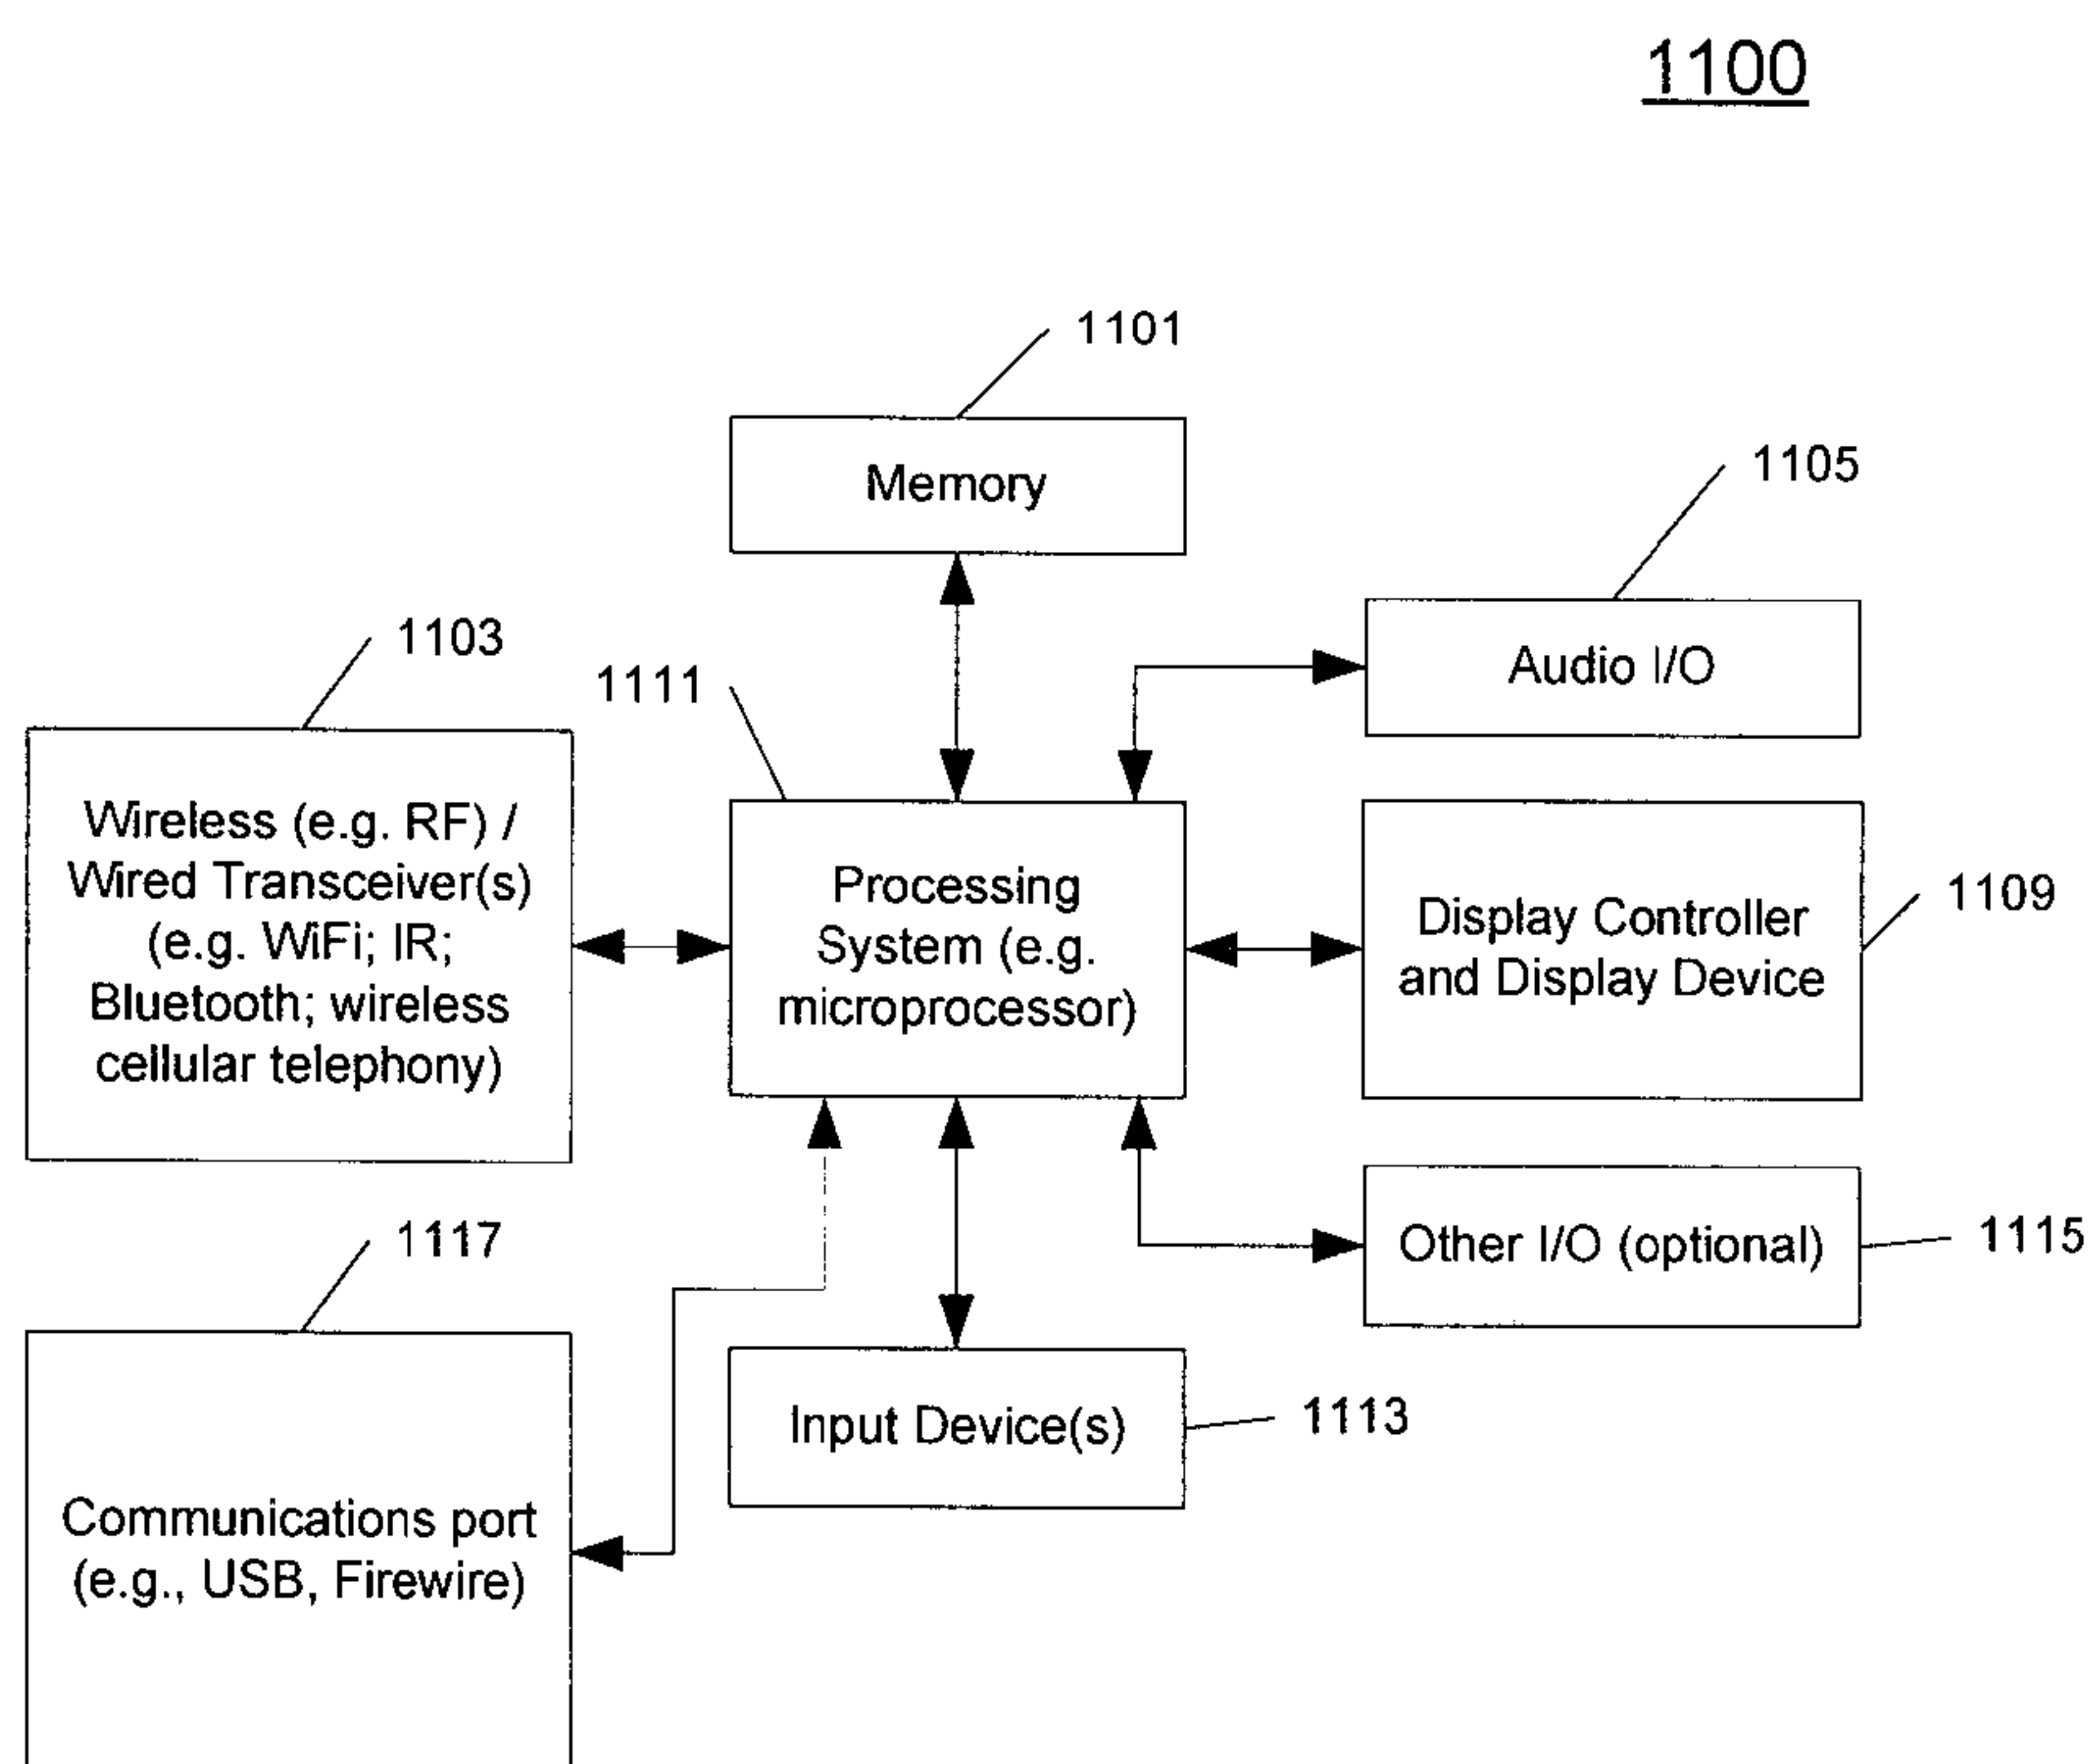 1100
1101
Memory
1105
Audio I/O
1103
1111
Wireless (e.g. RF) /
Wired Transceiver(s)
(e.g. WiFi; IR;
Bluetooth; wireless
cellular telephony)
Processing
System (e.g.
microprocessor)
Display Controller
and Display Device
1109
1117
Other I/O (optional)
1115
Input Device(s)
1113
Communications port
(e.g., USB, Firewire)